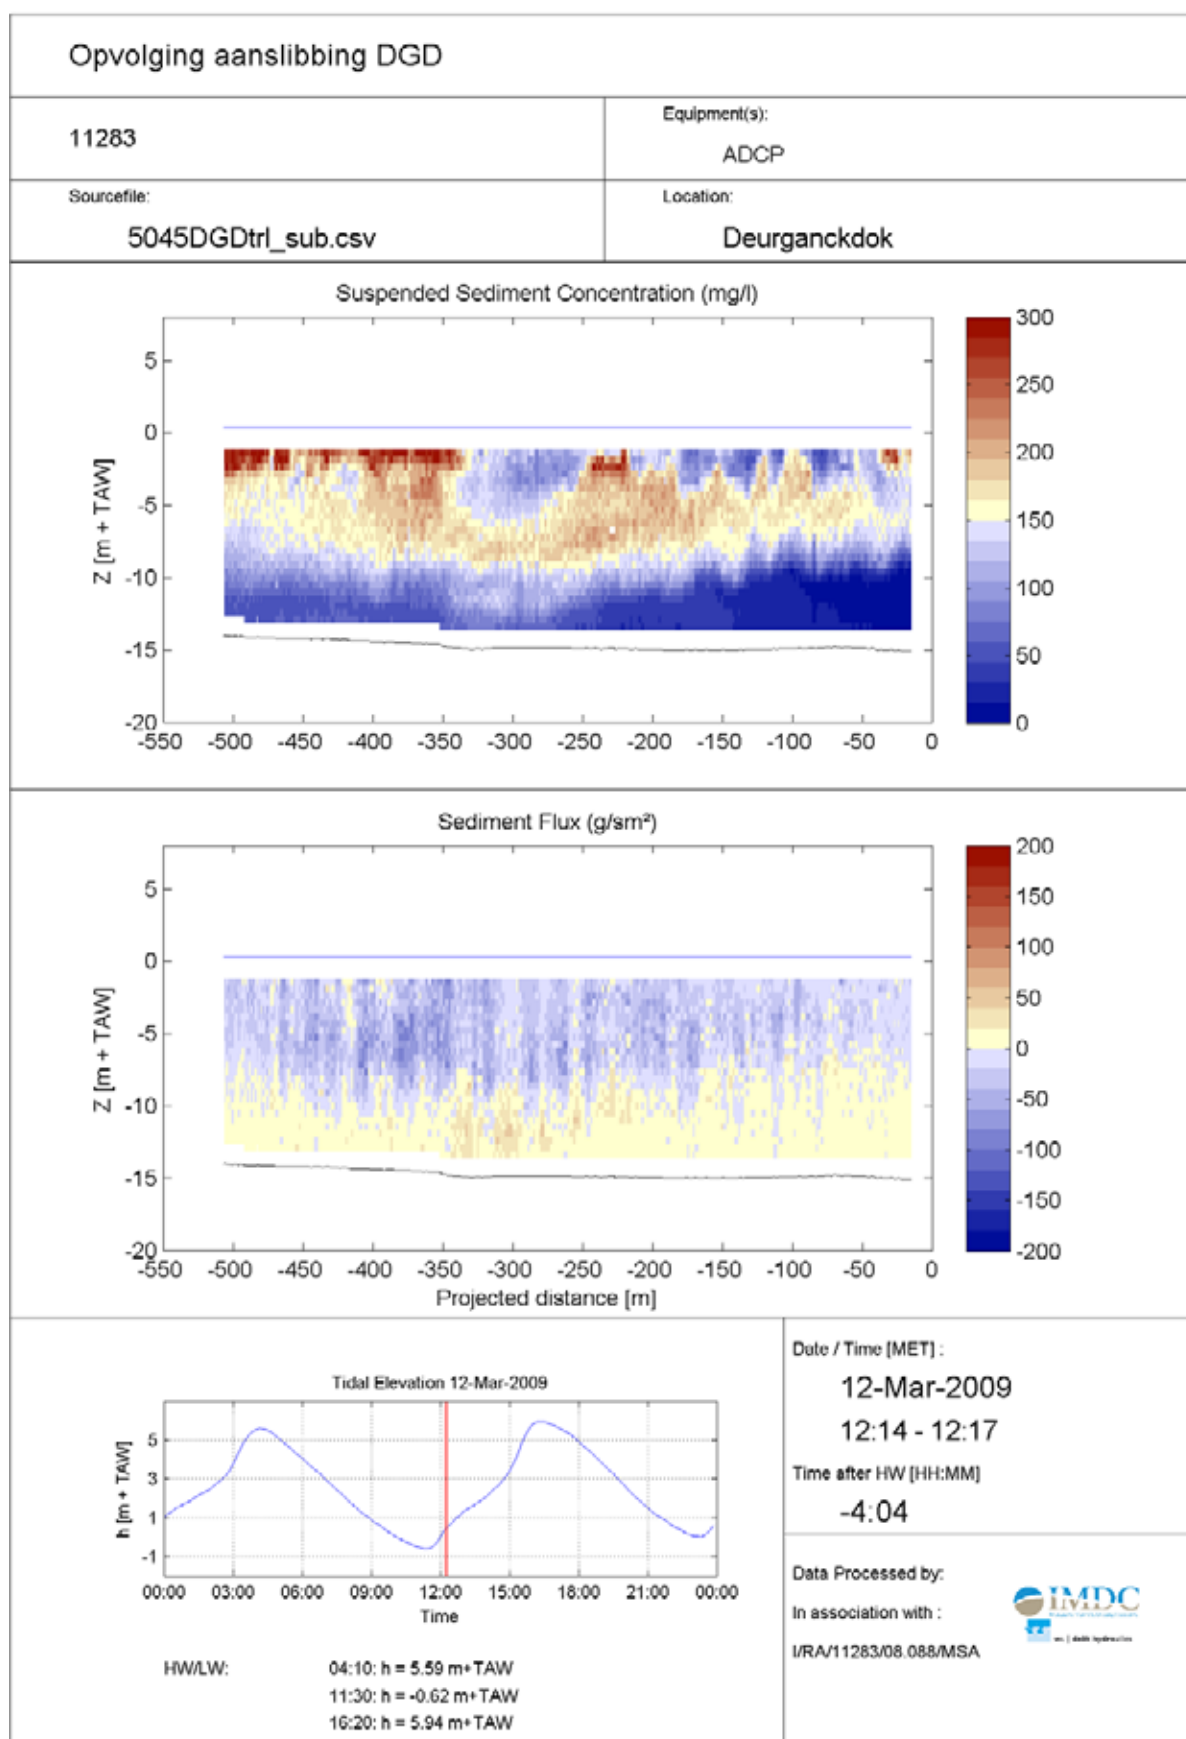 Opvolging aanslibbing DGD
11283
Equipment(s):
ADCP
Sourcefile:
5045DGDtrl_sub.csv
Location:
Deurganckdok
Suspended Sediment Concentration (mg/l)
5
0
-5
-10
-15
-20
Z [m + TAW]
-550 -500 -450 -400 -350 -300 -250 -200 -150 -100 -50 0
300
250
200
150
100
50
0
Sediment Flux (g/sm²)
5
0
-5
-10
-15
-20
Z [m + TAW]
-550 -500 -450 -400 -350 -300 -250 -200 -150 -100 -50 0
Projected distance [m]
200
150
100
50
0
-50
-100
-150
-200
Tidal Elevation 12-Mar-2009
5
3
1
-1
h [m + TAW]
00:00 03:00 06:00 09:00 12:00 15:00 18:00 21:00 00:00
Time
HW/LW:
04:10: h = 5.59 m+TAW
11:30: h = -0.62 m+TAW
16:20: h = 5.94 m+TAW
Date / Time [MET] :
12-Mar-2009
12:14 - 12:17
Time after HW [HH:MM]
-4:04
Data Processed by:
IMDC
In association with :
I/RA/11283/08.088/MSA